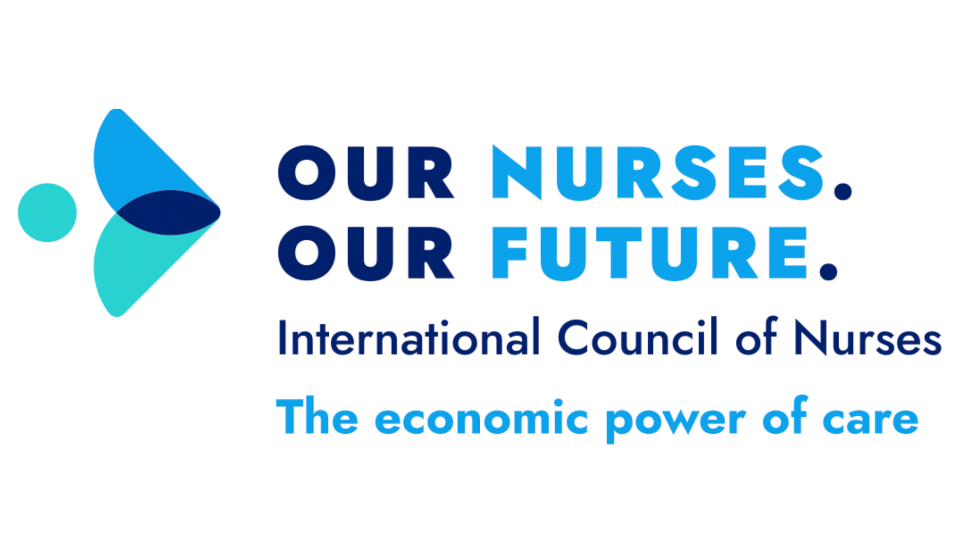 OUR NURSES.
OUR FUTURE.
International Council of Nurses
The economic power of care